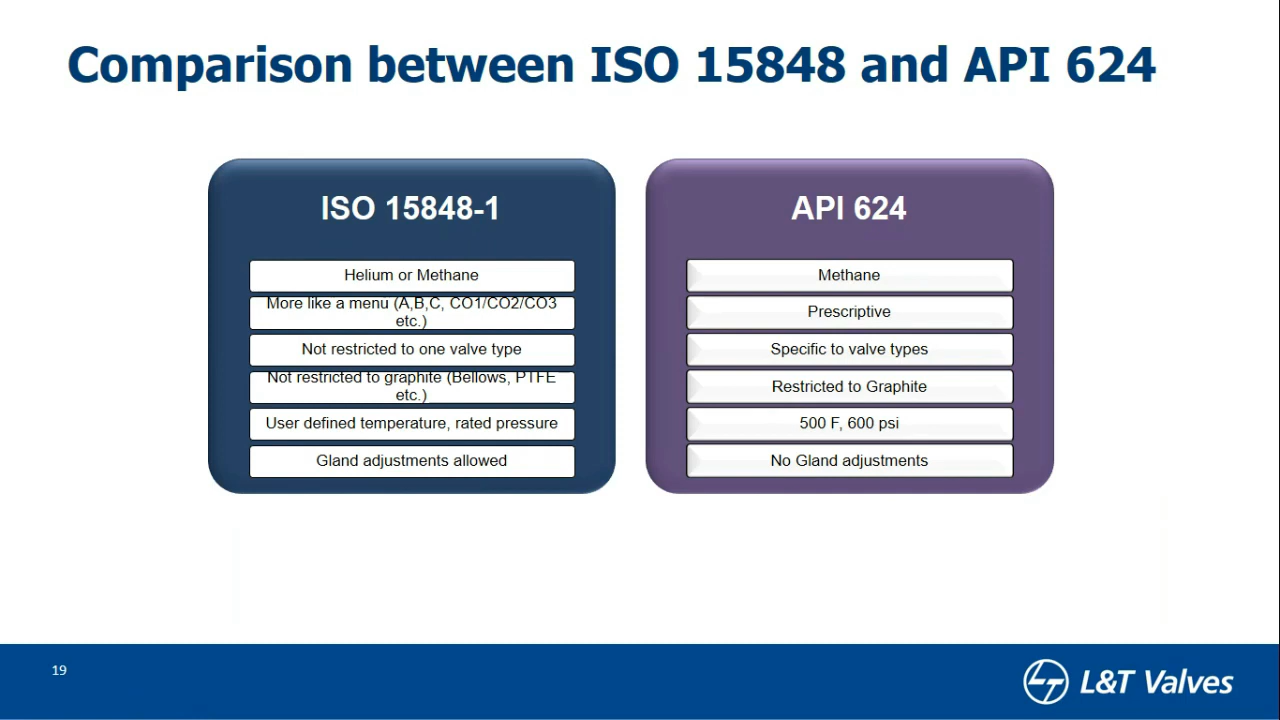 Comparison between ISO 15848 and API 624
ISO 15848-1
Helium or Methane
More like a menu (A,B,C, CO1/CO2/CO3
etc.)
Not restricted to one valve type
Not restricted to graphite (Bellows, PTFE
etc.)
User defined temperature, rated pressure
Gland adjustments allowed
API 624
Methane
Prescriptive
Specific to valve types
Restricted to Graphite
500 F, 600 psi
No Gland adjustments
19
L&T Valves